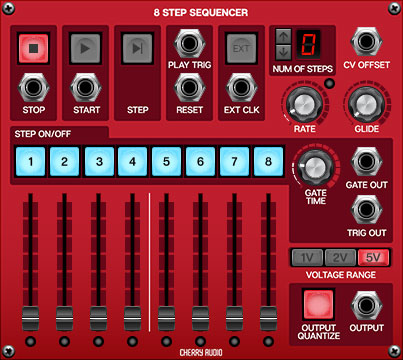 8 STEP SEQUENCER
PLAY TRIG
EXT
8
NUM OF STEPS
CV OFFSET
STOP
START
STEP
RESET
EXT CLK
RATE
GLIDE
STEP ON/OFF
1 2 3 4 5 6 7 8
GATE
TIME
GATE OUT
TRIG OUT
1V 2V 5V
VOLTAGE RANGE
OUTPUT
QUANTIZE
OUTPUT
CHERRY AUDIO